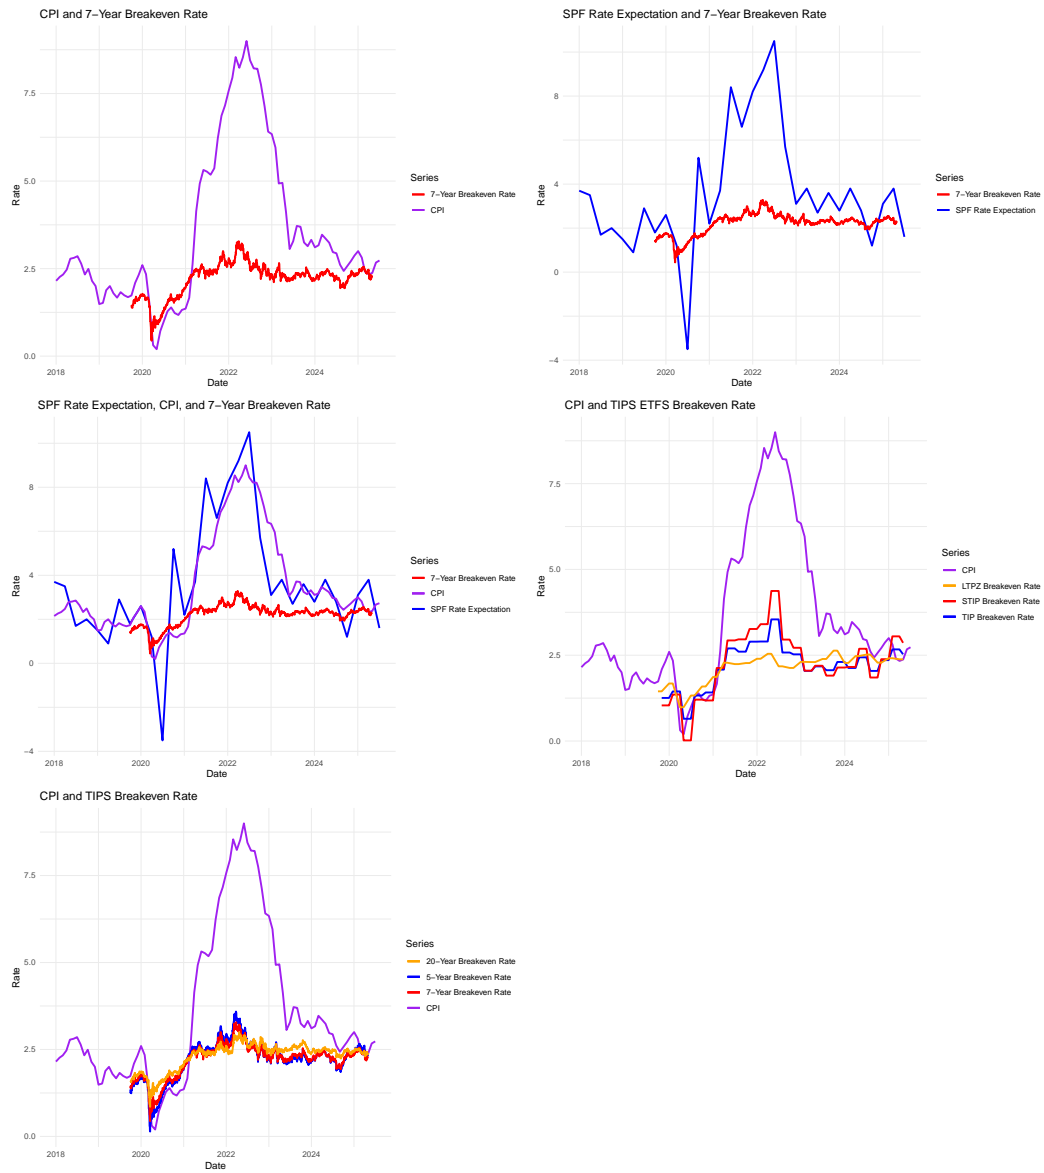 CPI and 7−Year Breakeven Rate
7.5
5.0
2.5
0.0
Rate
2018
2020
2022
2024
Date
Series
7−Year Breakeven Rate
CPI
SPF Rate Expectation and 7−Year Breakeven Rate
8
4
0
−4
Rate
2018
2020
2022
2024
Date
Series
7−Year Breakeven Rate
SPF Rate Expectation
SPF Rate Expectation, CPI, and 7−Year Breakeven Rate
8
4
0
−4
Rate
2018
2020
2022
2024
Date
Series
7−Year Breakeven Rate
CPI
SPF Rate Expectation
CPI and TIPS ETFS Breakeven Rate
7.5
5.0
2.5
0.0
Rate
2018
2020
2022
2024
Date
Series
CPI
LTPZ Breakeven Rate
STIP Breakeven Rate
TIP Breakeven Rate
CPI and TIPS Breakeven Rate
7.5
5.0
2.5
0.0
Rate
2018
2020
2022
2024
Date
Series
20−Year Breakeven Rate
5−Year Breakeven Rate
7−Year Breakeven Rate
CPI